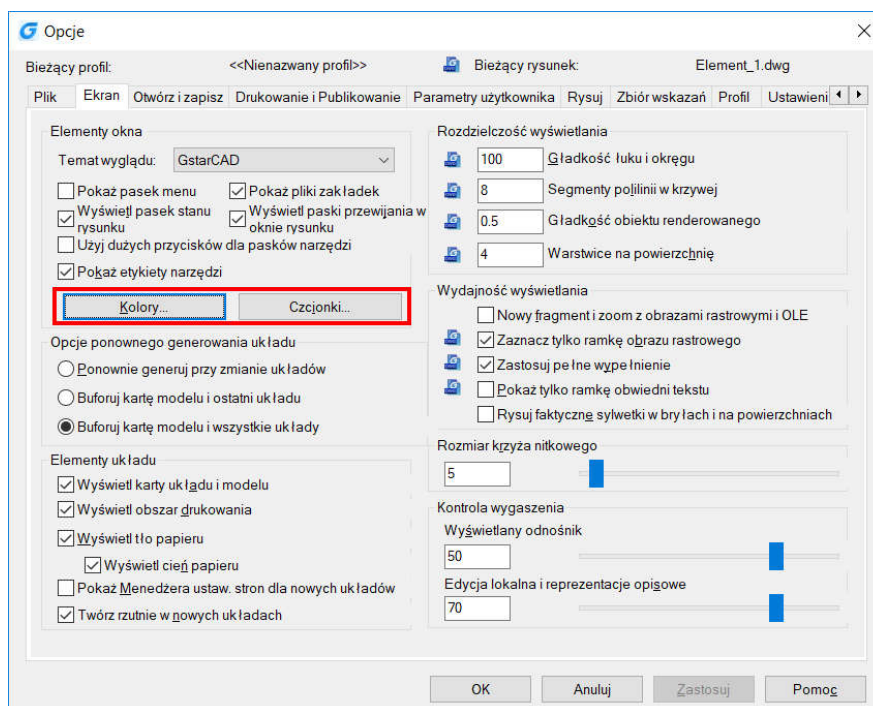 Opcje
Bieżący profil: <<Nienazwany profil>> Bieżący rysunek: Element_1.dwg
Plik Ekran Otwórz i zapisz Drukowanie i Publikowanie Parametry użytkownika Rysuj Zbiór wskazań Profil Ustawieni
Elementy okna
Temat wyglądu: GstarCAD
Pokaż pasek menu Pokaż pliki zakładek
Wyświetl pasek stanu rysunku Wyświetl paski przewijania w oknie rysunku
Użyj dużych przycisków dla pasków narzędzi
Pokaż etykiety narzędzi
Kolory... Czcionki...
Opcje ponownego generowania układu
Ponownie generuj przy zmianie układów
Buforuj kartę modelu i ostatni układu
Buforuj kartę modelu i wszystkie układy
Elementy układu
Wyświetl karty układu i modelu
Wyświetl obszar drukowania
Wyświetl tło papieru
Wyświetl cień papieru
Pokaż Menedżera ustaw. stron dla nowych układów
Twórz rzutnie w nowych układach
Rozdzielczość wyświetlania
100 Gładkość łuku i okręgu
8 Segmenty polilinii w krzywej
0.5 Gładkość obiektu renderowanego
4 Warstwice na powierzchnię
Wydajność wyświetlania
Nowy fragment i zoom z obrazami rastrowymi i OLE
Zaznacz tylko ramkę obrazu rastrowego
Zastosuj pełne wypełnienie
Pokaż tylko ramkę obwiedni tekstu
Rysuj faktyczne sylwetki w bryłach i na powierzchniach
Rozmiar krzyża nitkowego
5
Kontrola wygaszenia
Wyświetlany odnośnik
50
Edycja lokalna i reprezentacje opisowe
70
OK Anuluj Zastosuj Pomoc